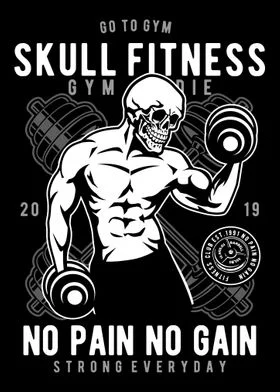 GO TO GYM
SKULL FITNESS
GYM DIE
20 19
FITNESS CLUB EST. 1991 NO PAIN NO GAIN
NO PAIN NO GAIN
STRONG EVERYDAY